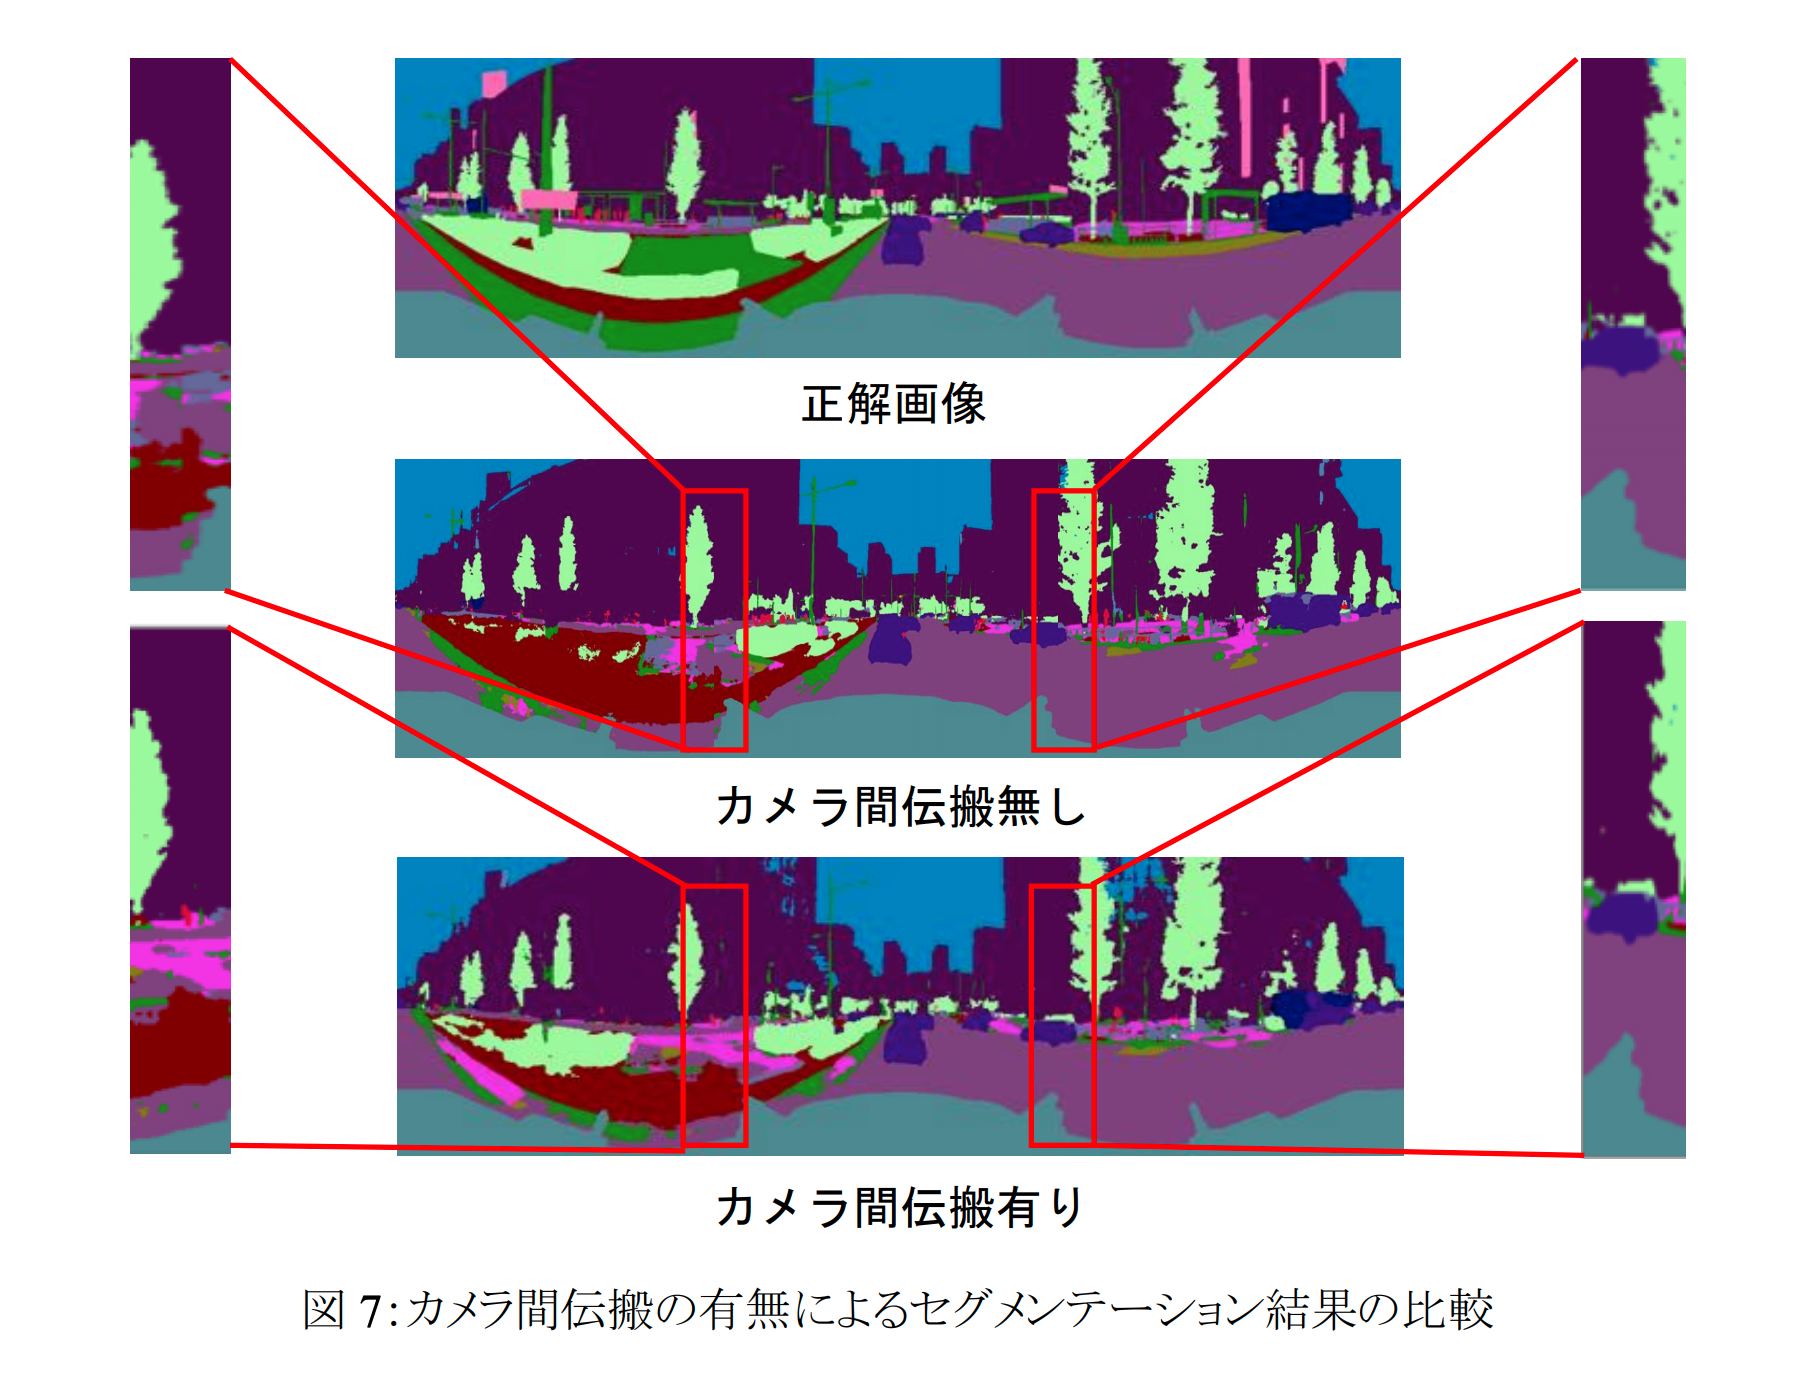 正解画像
カメラ間伝搬無し
カメラ間伝搬有り
図 7:カメラ間伝搬の有無によるセグメンテーション結果の比較